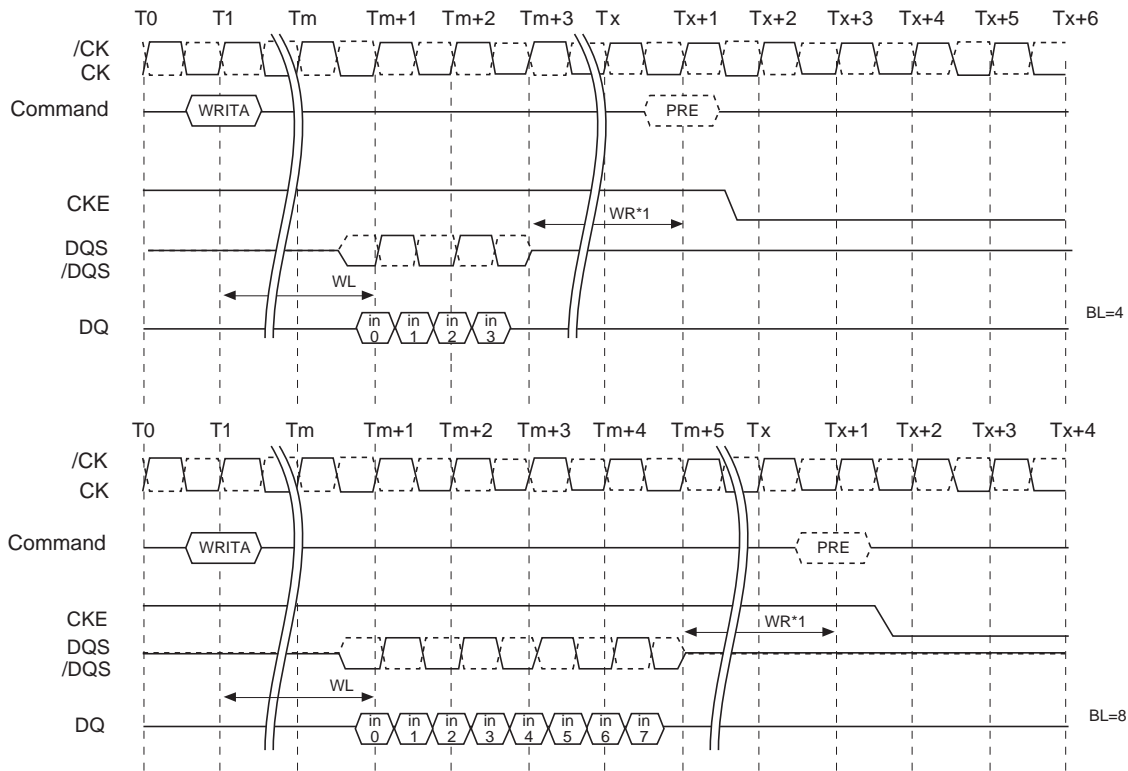 T0 T1 Tm Tm+1 Tm+2 Tm+3 Tx Tx+1 Tx+2 Tx+3 Tx+4 Tx+5 Tx+6
/CK
CK
Command WRITA PRE
CKE
WR*1
DQS
/DQS
WL
DQ in 0 in 1 in 2 in 3
BL=4
T0 T1 Tm Tm+1 Tm+2 Tm+3 Tm+4 Tm+5 Tx Tx+1 Tx+2 Tx+3 Tx+4
/CK
CK
Command WRITA PRE
CKE
WR*1
DQS
/DQS
WL
DQ in 0 in 1 in 2 in 3 in 4 in 5 in 6 in 7
BL=8